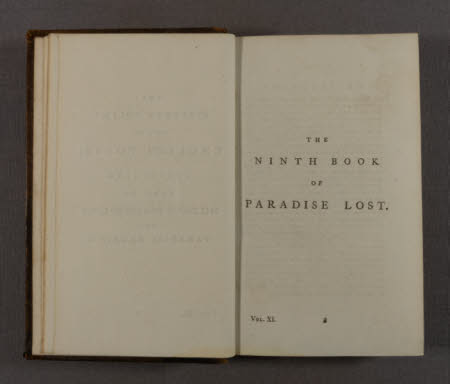 THE
NINTH BOOK
OF
PARADISE LOST.
VOL. XI.